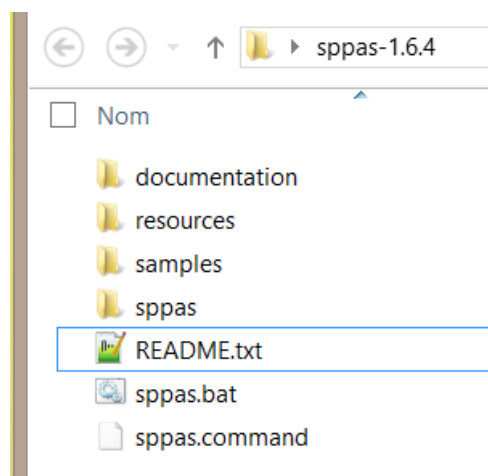 sppas-1.6.4
Nom
documentation
resources
samples
sppas
README.txt
sppas.bat
sppas.command